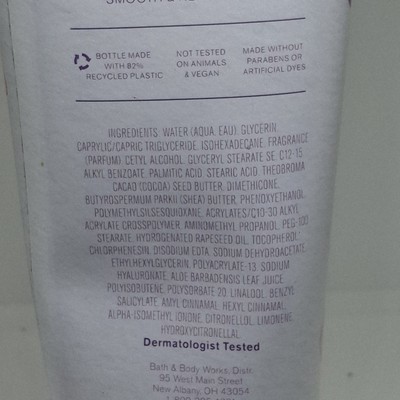 BOTTLE MADE NOT TESTED MADE WITHOUT
WITH 82% ON ANIMALS PARABENS OR
RECYCLED PLASTIC & VEGAN ARTIFICIAL DYES
INGREDIENTS: WATER (AQUA, EAU), GLYCERIN,
CAPRYLIC/CAPRIC TRIGLYCERIDE, ISOHEXADECANE, FRAGRANCE
(PARFUM), CETYL ALCOHOL, GLYCERYL STEARATE SE, C12-15
ALKYL BENZOATE, PALMITIC ACID, STEARIC ACID, THEOBROMA
CACAO (COCOA) SEED BUTTER, DIMETHICONE,
BUTYROSPERMUM PARKII (SHEA) BUTTER, PHENOXYETHANOL,
POLYMETHYLSILSESQUIOXANE, ACRYLATES/C10-30 ALKYL
ACRYLATE CROSSPOLYMER, AMINOMETHYL PROPANOL, PEG-100
STEARATE, HYDROGENATED RAPESEED OIL, TOCOPHEROL,
CHLORPHENESIN, DISODIUM EDTA, SODIUM DEHYDROACETATE,
ETHYLHEXYLGLYCERIN, POLYACRYLATE-13, SODIUM
HYALURONATE, ALOE BARBADENSIS LEAF JUICE,
POLYISOBUTENE, POLYSORBATE 20, LINALOOL, BENZYL
SALICYLATE, AMYL CINNAMAL, HEXYL CINNAMAL,
ALPHA-ISOMETHYL IONONE, CITRONELLOL, LIMONENE,
HYDROXYCITRONELLAL.
Dermatologist Tested
Bath & Body Works, Distr.
95 West Main Street
New Albany, OH 43054